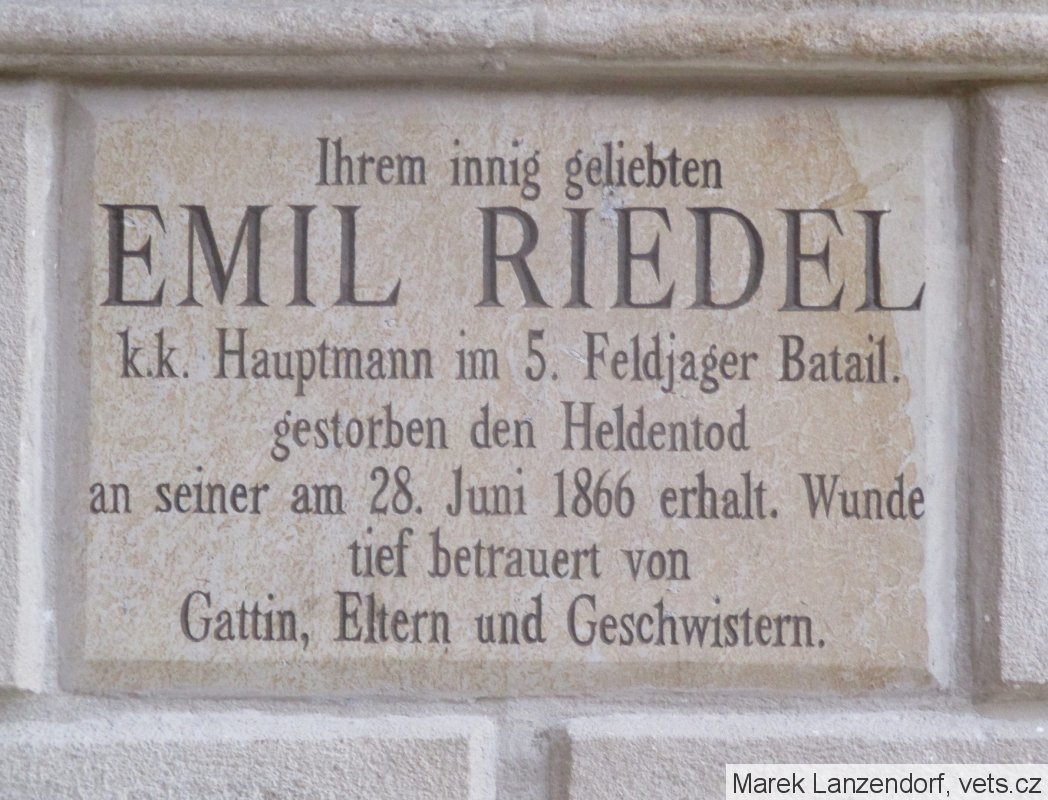 Ihrem innig geliebten
EMIL RIEDEL
k.k. Hauptmann im 5. Feldjager Batail.
gestorben den Heldentod
an seiner am 28. Juni 1866 erhalt. Wunde
tief betrauert von
Gattin, Eltern und Geschwistern.
Marek Lanzendorf, vets.cz